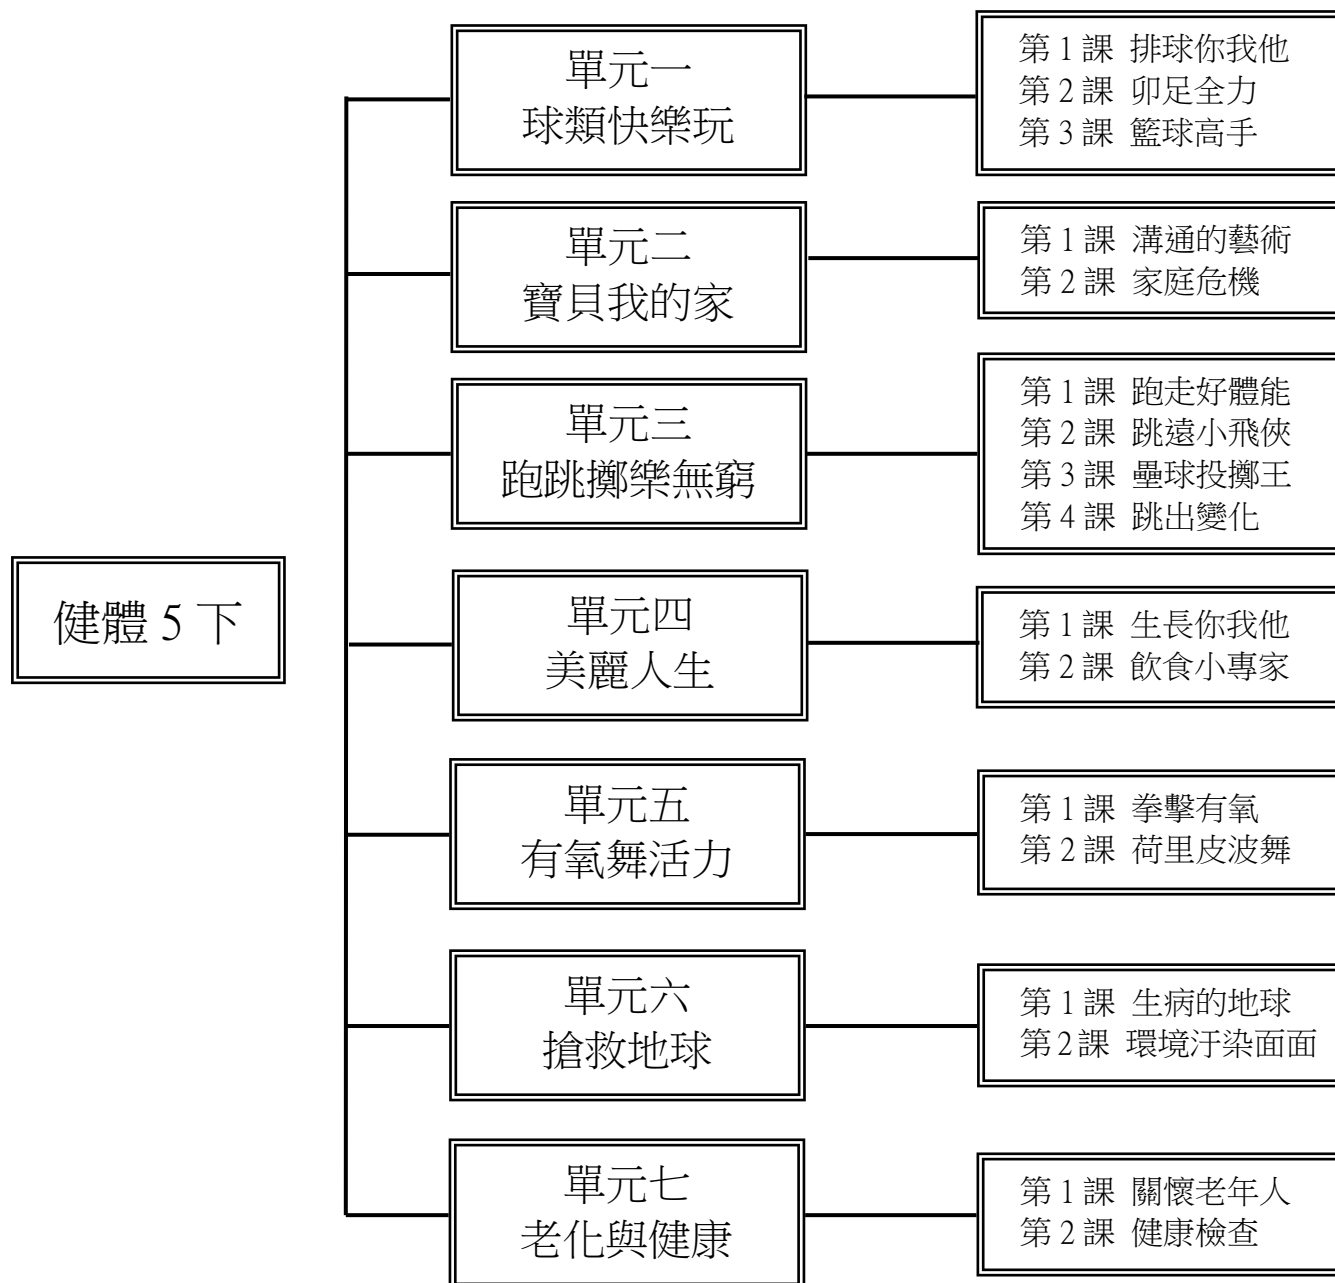 健體 5 下
單元一
球類快樂玩
第 1 課 排球你我他
第 2 課 卯足全力
第 3 課 籃球高手
單元二
寶貝我的家
第 1 課 溝通的藝術
第 2 課 家庭危機
單元三
跑跳擲樂無窮
第 1 課 跑走好體能
第 2 課 跳遠小飛俠
第 3 課 壘球投擲王
第 4 課 跳出變化
單元四
美麗人生
第 1 課 生長你我他
第 2 課 飲食小專家
單元五
有氧舞活力
第 1 課 拳擊有氧
第 2 課 荷里皮波舞
單元六
搶救地球
第 1 課 生病的地球
第 2 課 環境汙染面面
單元七
老化與健康
第 1 課 關懷老年人
第 2 課 健康檢查